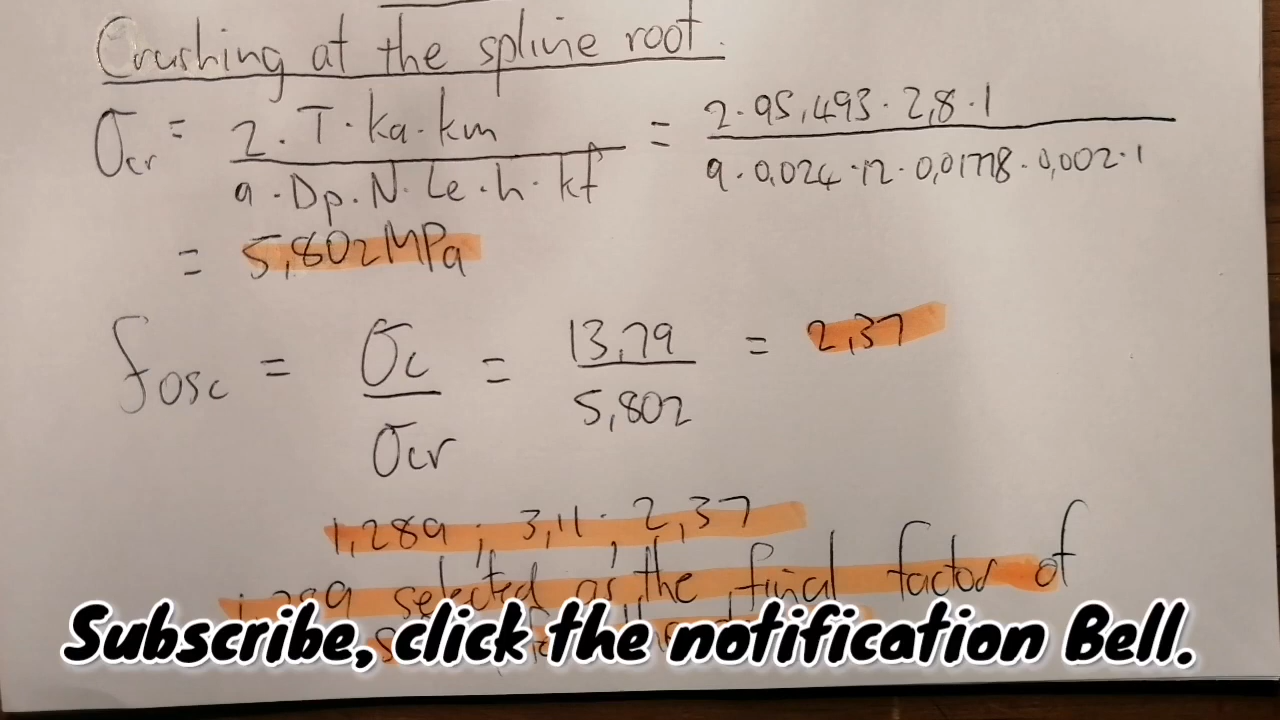 Crushing at the spline root.
σcr = 2 · T · ka · km / 9 · Dp · N · Le · h · kf = 2 · 95,493 · 2,8 · 1 / 9 · 0,024 · 12 · 0,01778 · 0,002 · 1
= 5,802 MPa
fosc = σc / σcr = 13,79 / 5,802 = 2,37
1,289 ; 3,11 ; 2,37
selected as the final factor of
Subscribe, click the notification Bell.